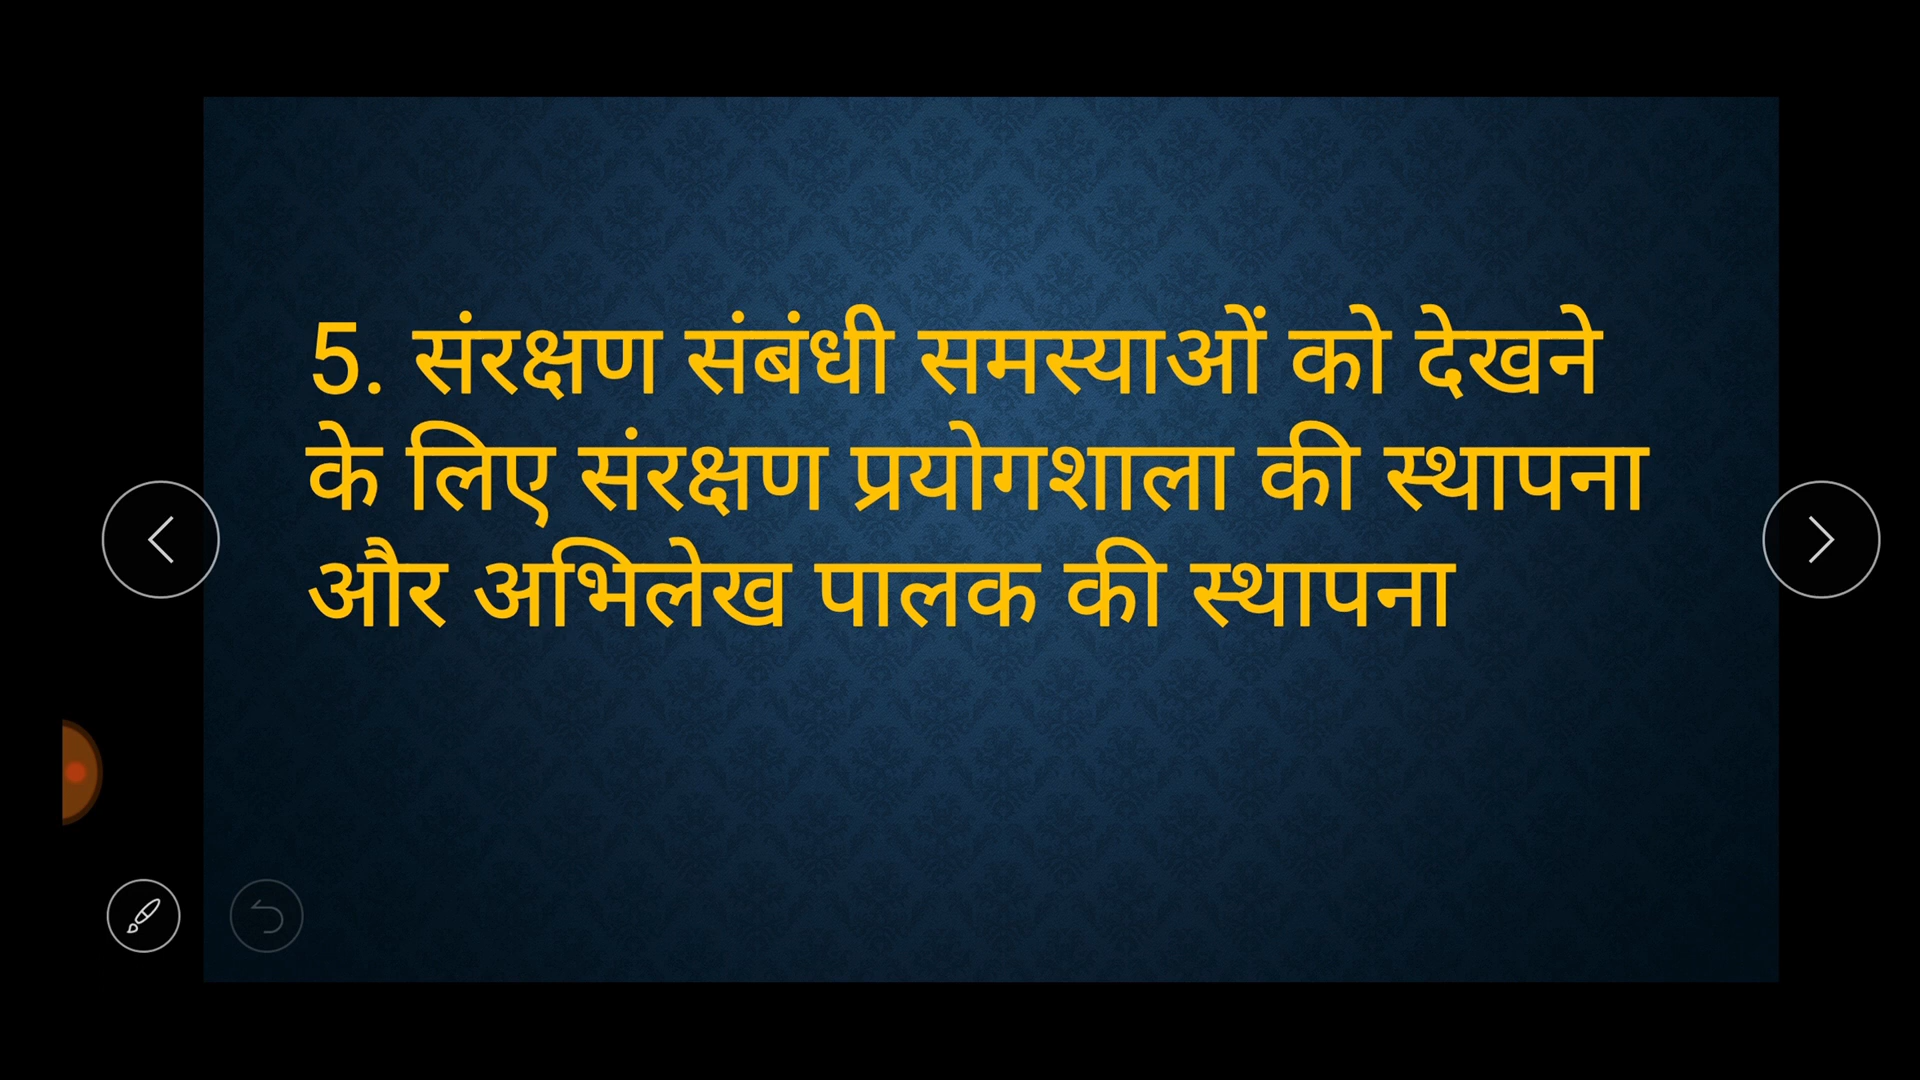 5. संरक्षण संबंधी समस्याओं को देखने
के लिए संरक्षण प्रयोगशाला की स्थापना
और अभिलेख पालक की स्थापना